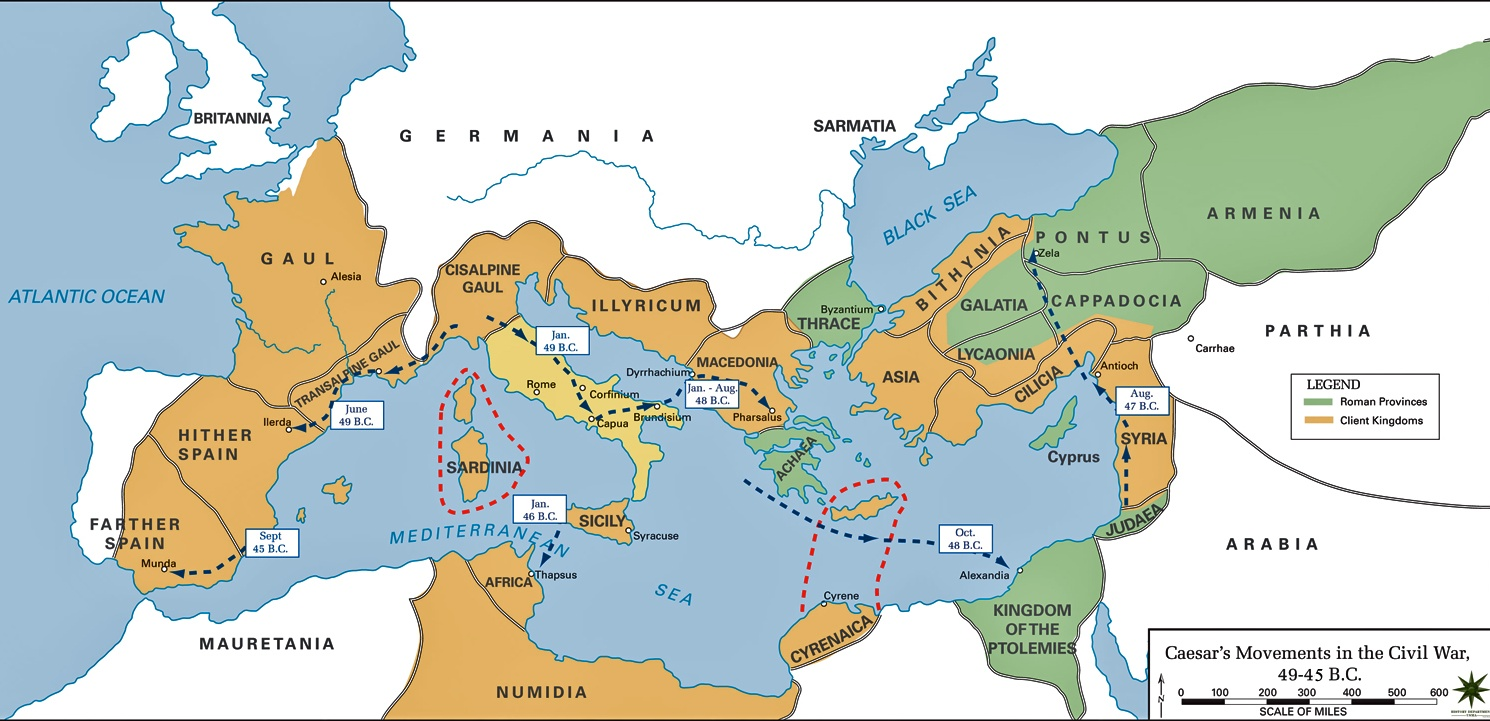 BRITANNIA
GERMANIA
SARMATIA
BLACK SEA
ARMENIA
PONTUS
Zela
GAUL
Alesia
CISALPINE
GAUL
ATLANTIC OCEAN
ILLYRICUM
BITHYNIA
GALATIA
CAPPADOCIA
Byzantium
THRACE
PARTHIA
Carrhae
Jan.
49 B.C.
TRANSALPINE GAUL
MACEDONIA
LYCAONIA
Dyrrhachium
Antioch
ASIA
CILICIA
Rome
Corfinium
Jan. - Aug.
48 B.C.
Aug.
47 B.C.
LEGEND
Roman Provinces
Client Kingdoms
June
49 B.C.
Ilerda
Capua
Brundisium
Pharsalus
HITHER
SPAIN
SARDINIA
ACHAEA
SYRIA
Cyprus
FARTHER
SPAIN
Jan.
46 B.C.
SICILY
Syracuse
MEDITERRANEAN
JUDAEA
Sept
45 B.C.
Oct.
48 B.C.
ARABIA
Munda
AFRICA
Thapsus
Alexandia
SEA
Cyrene
CYRENAICA
KINGDOM
OF THE
PTOLEMIES
MAURETANIA
NUMIDIA
Caesar's Movements in the Civil War,
49-45 B.C.
N
0 100 200 300 400 500 600
SCALE OF MILES